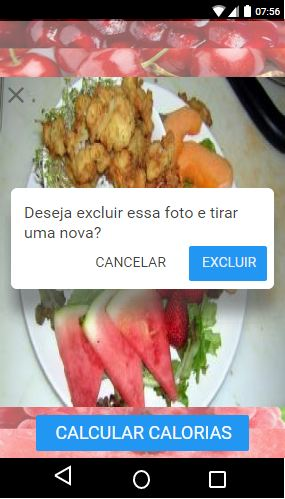 07:56
Deseja excluir essa foto e tirar
uma nova?
CANCELAR EXCLUIR
CALCULAR CALORIAS